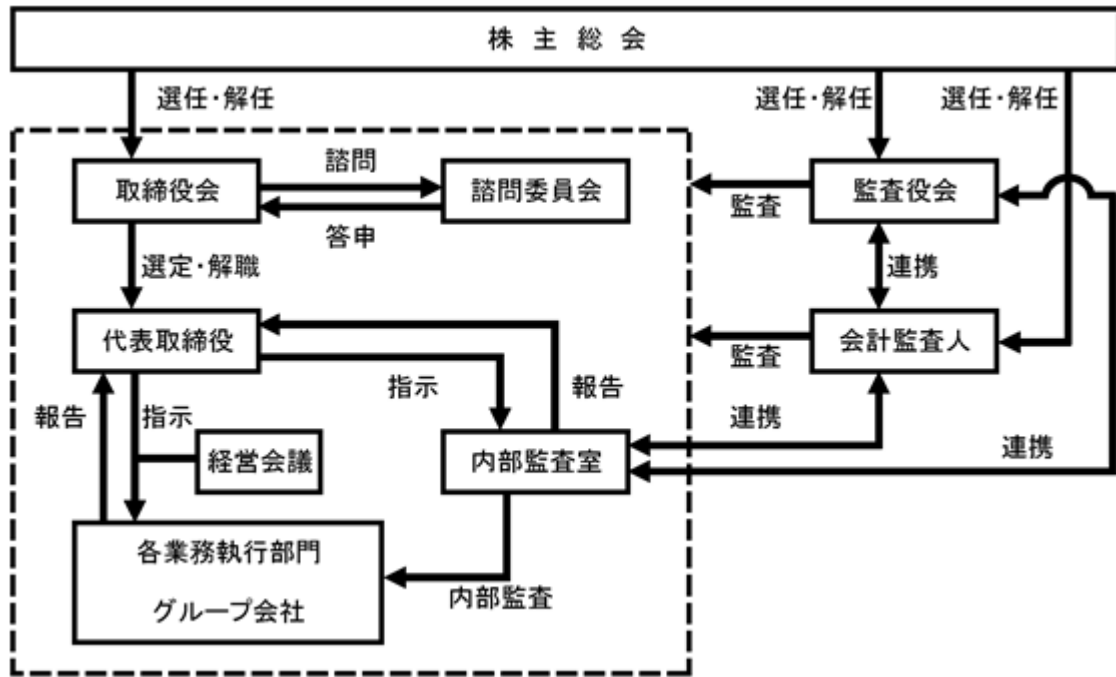 株主総会
選任・解任
選任・解任
選任・解任
取締役会
諮問
諮問委員会
監査
監査役会
答申
選定・解職
連携
代表取締役
会計監査人
監査
報告
指示
指示
報告
連携
経営会議
内部監査室
連携
各業務執行部門
グループ会社
内部監査